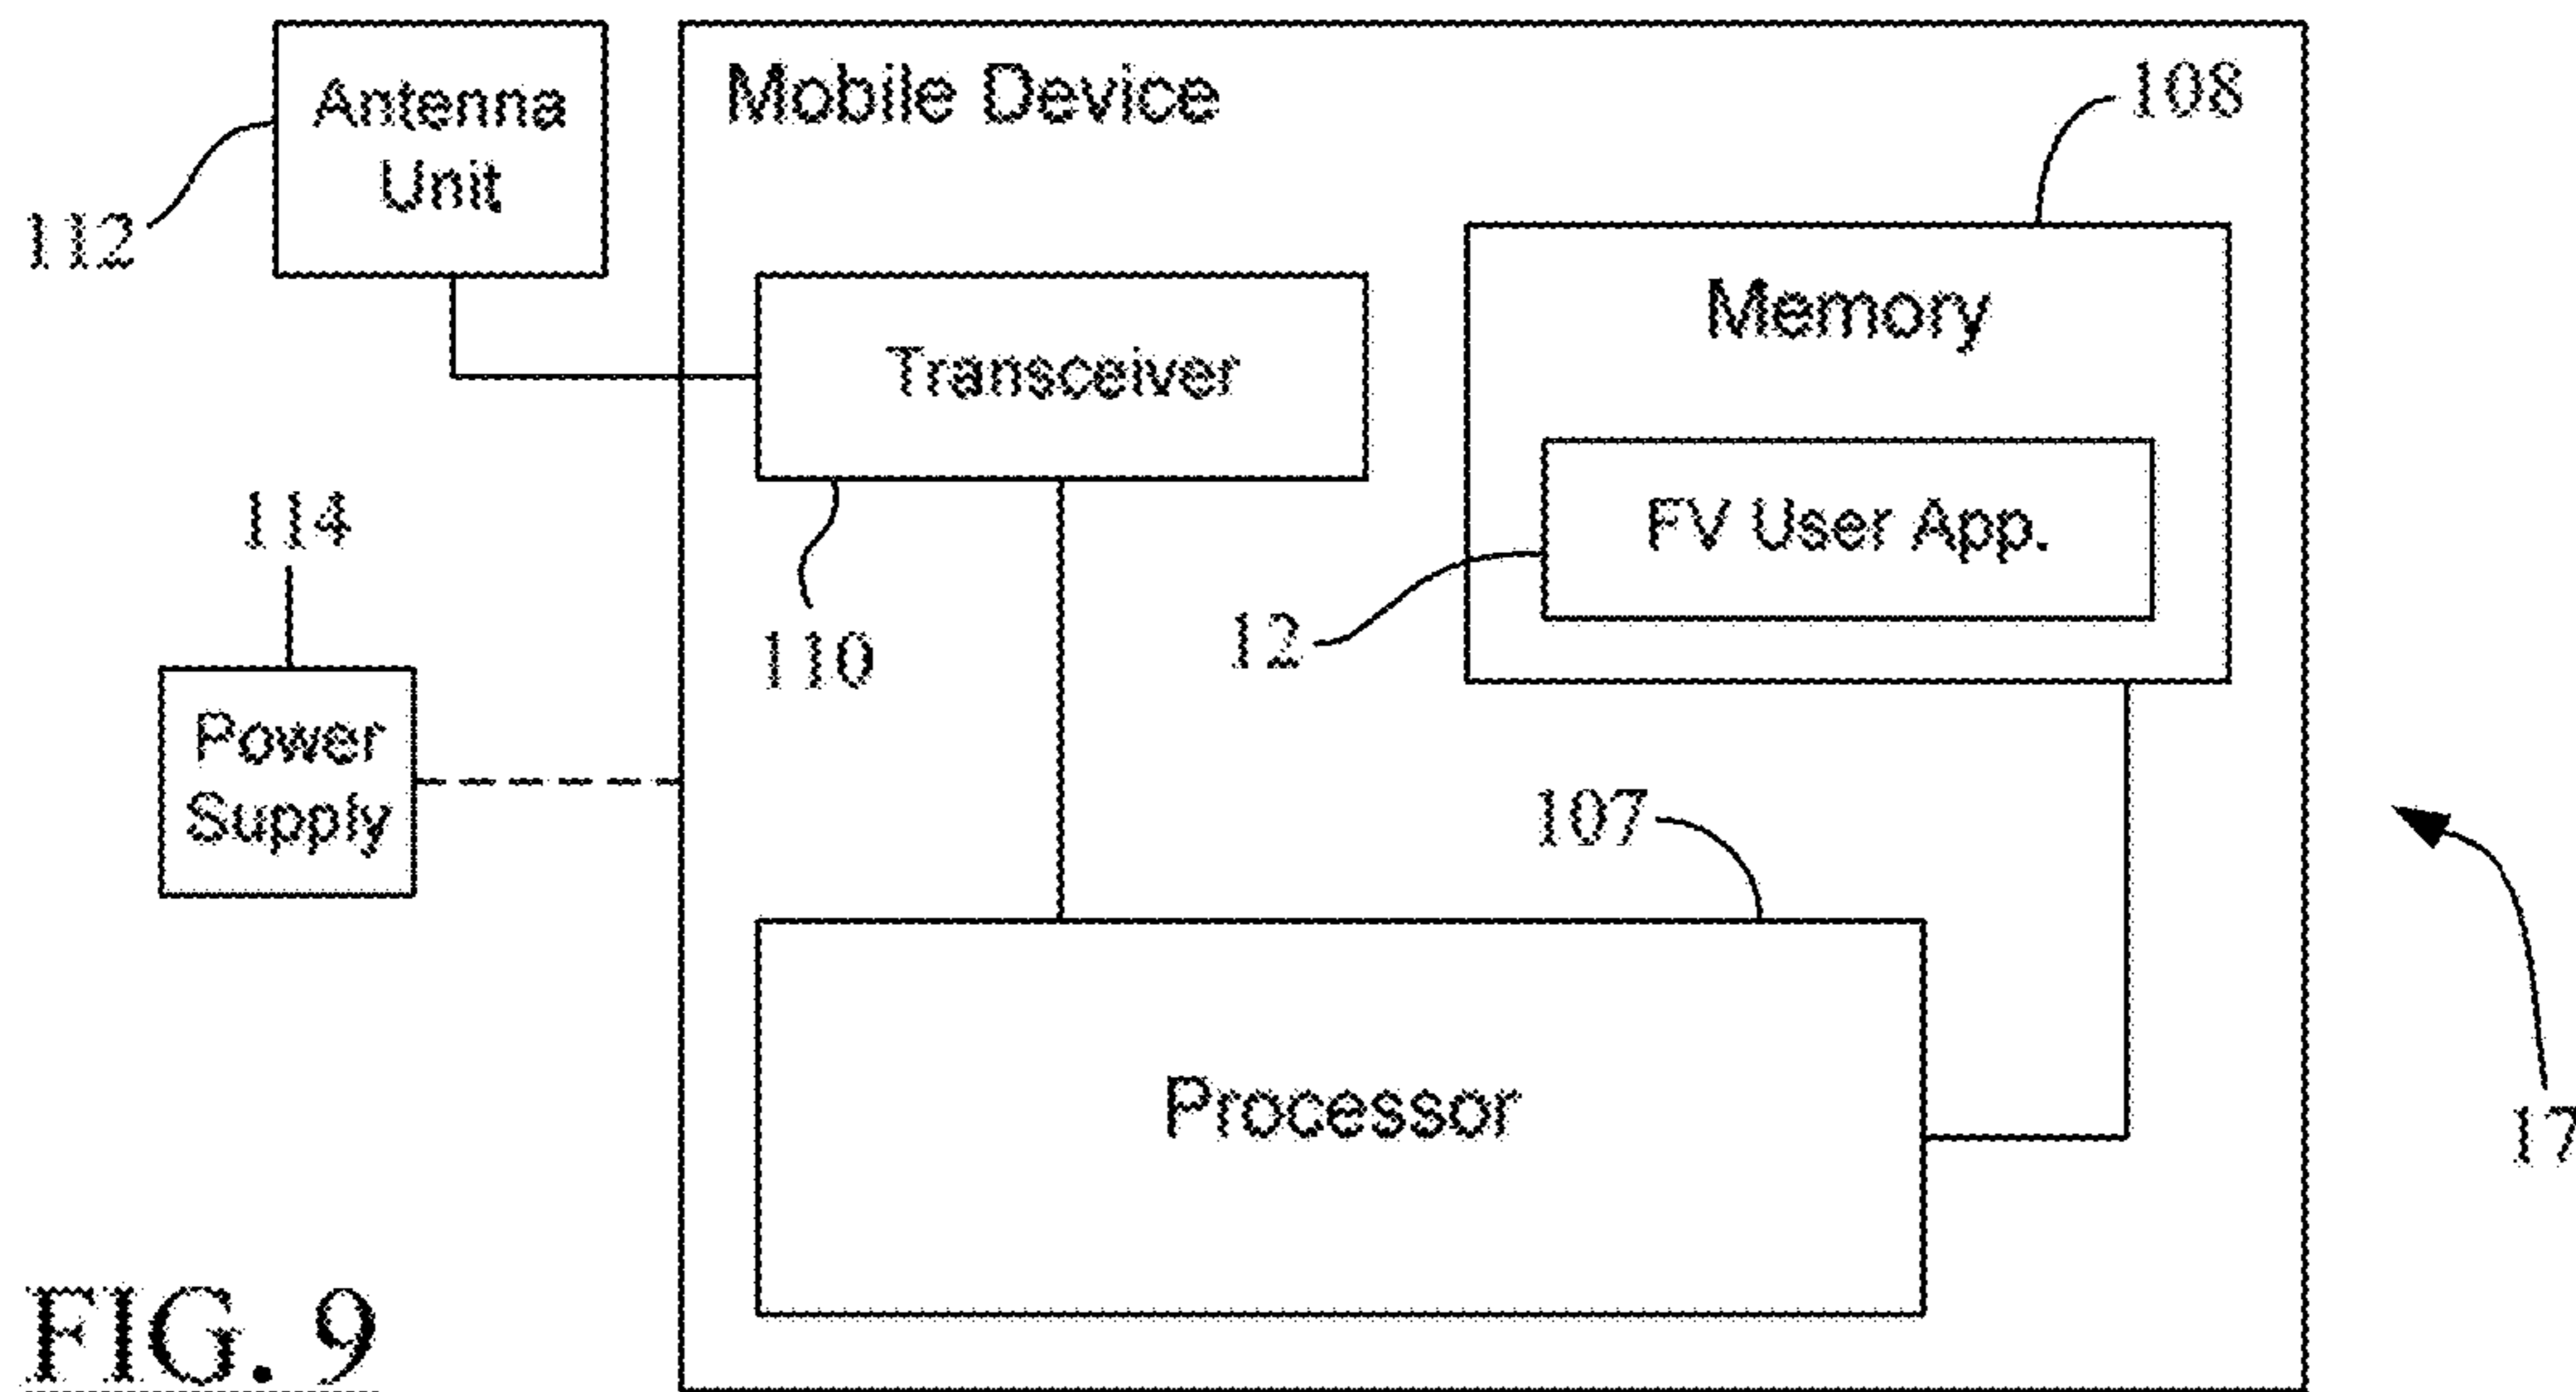 Antenna
Unit
112
Mobile Device
108
Transceiver
110
Memory
FV User App.
12
114
Power
Supply
107
Processor
17
FIG. 9